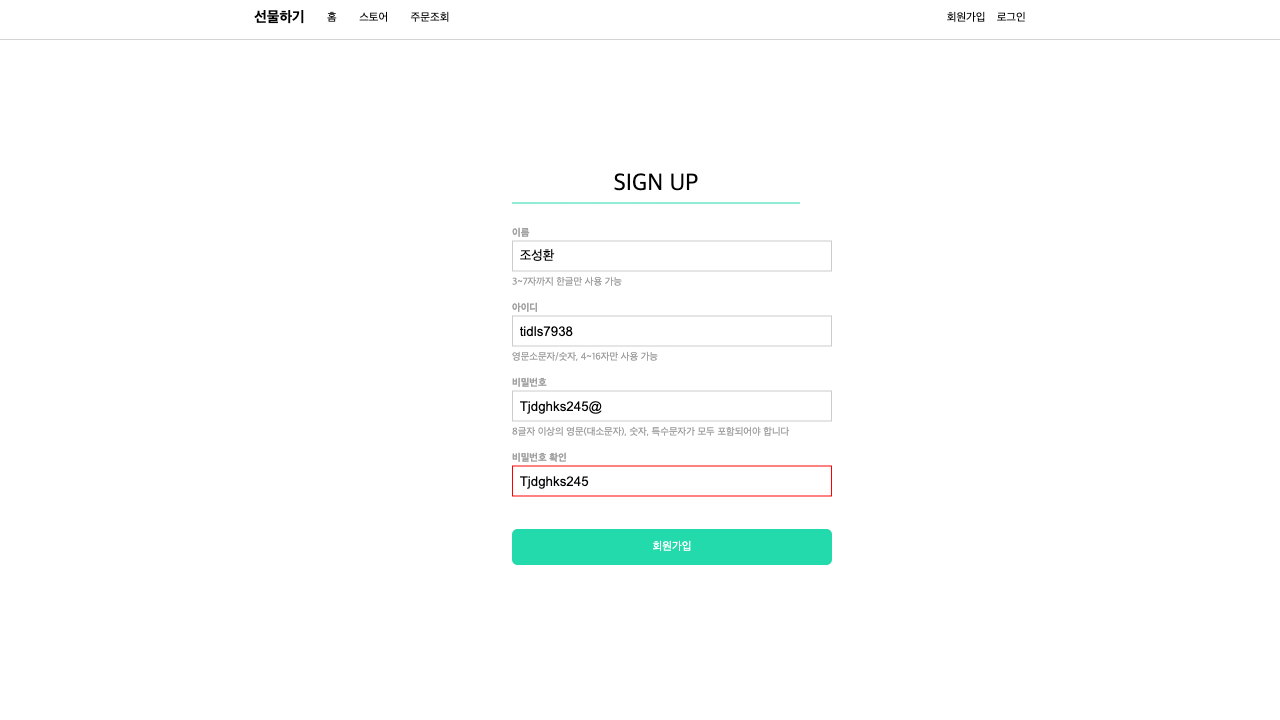 선물하기 홈 스토어 주문조회 회원가입 로그인
SIGN UP
이름
조성환
3~7자까지 한글만 사용 가능
아이디
tidls7938
영문소문자/숫자, 4~16자만 사용 가능
비밀번호
Tjdghks245@
8글자 이상의 영문(대소문자), 숫자, 특수문자가 모두 포함되어야 합니다
비밀번호 확인
Tjdghks245
회원가입